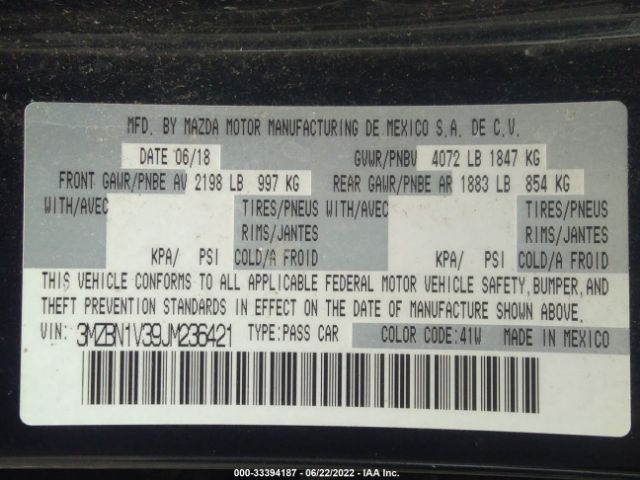 MFD. BY MAZDA MOTOR MANUFACTURING DE MEXICO S.A. DE C.V.
DATE 06/18 GVWR/PNBV 4072 LB 1847 KG
FRONT GAWR/PNBE AV 2198 LB 997 KG REAR GAWR/PNBE AR 1883 LB 854 KG
WITH/AVEC TIRES/PNEUS WITH/AVEC TIRES/PNEUS
RIMS/JANTES RIMS/JANTES
KPA/ PSI COLD/A FROID KPA/ PSI COLD/A FROID
THIS VEHICLE CONFORMS TO ALL APPLICABLE FEDERAL MOTOR VEHICLE SAFETY, BUMPER, AND
THEFT PREVENTION STANDARDS IN EFFECT ON THE DATE OF MANUFACTURE SHOWN ABOVE.
VIN: 3MZBN1V39JM236421 TYPE:PASS CAR COLOR CODE:41W MADE IN MEXICO
000-33394187 - 06/22/2022 - IAA Inc.